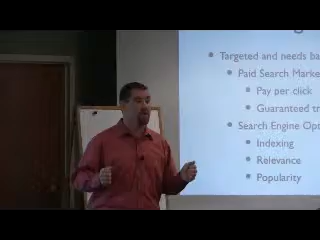 Targeted and needs ba
Paid Search Marke
Pay per click
Guaranteed tr
Search Engine Opt
Indexing
Relevance
Popularity